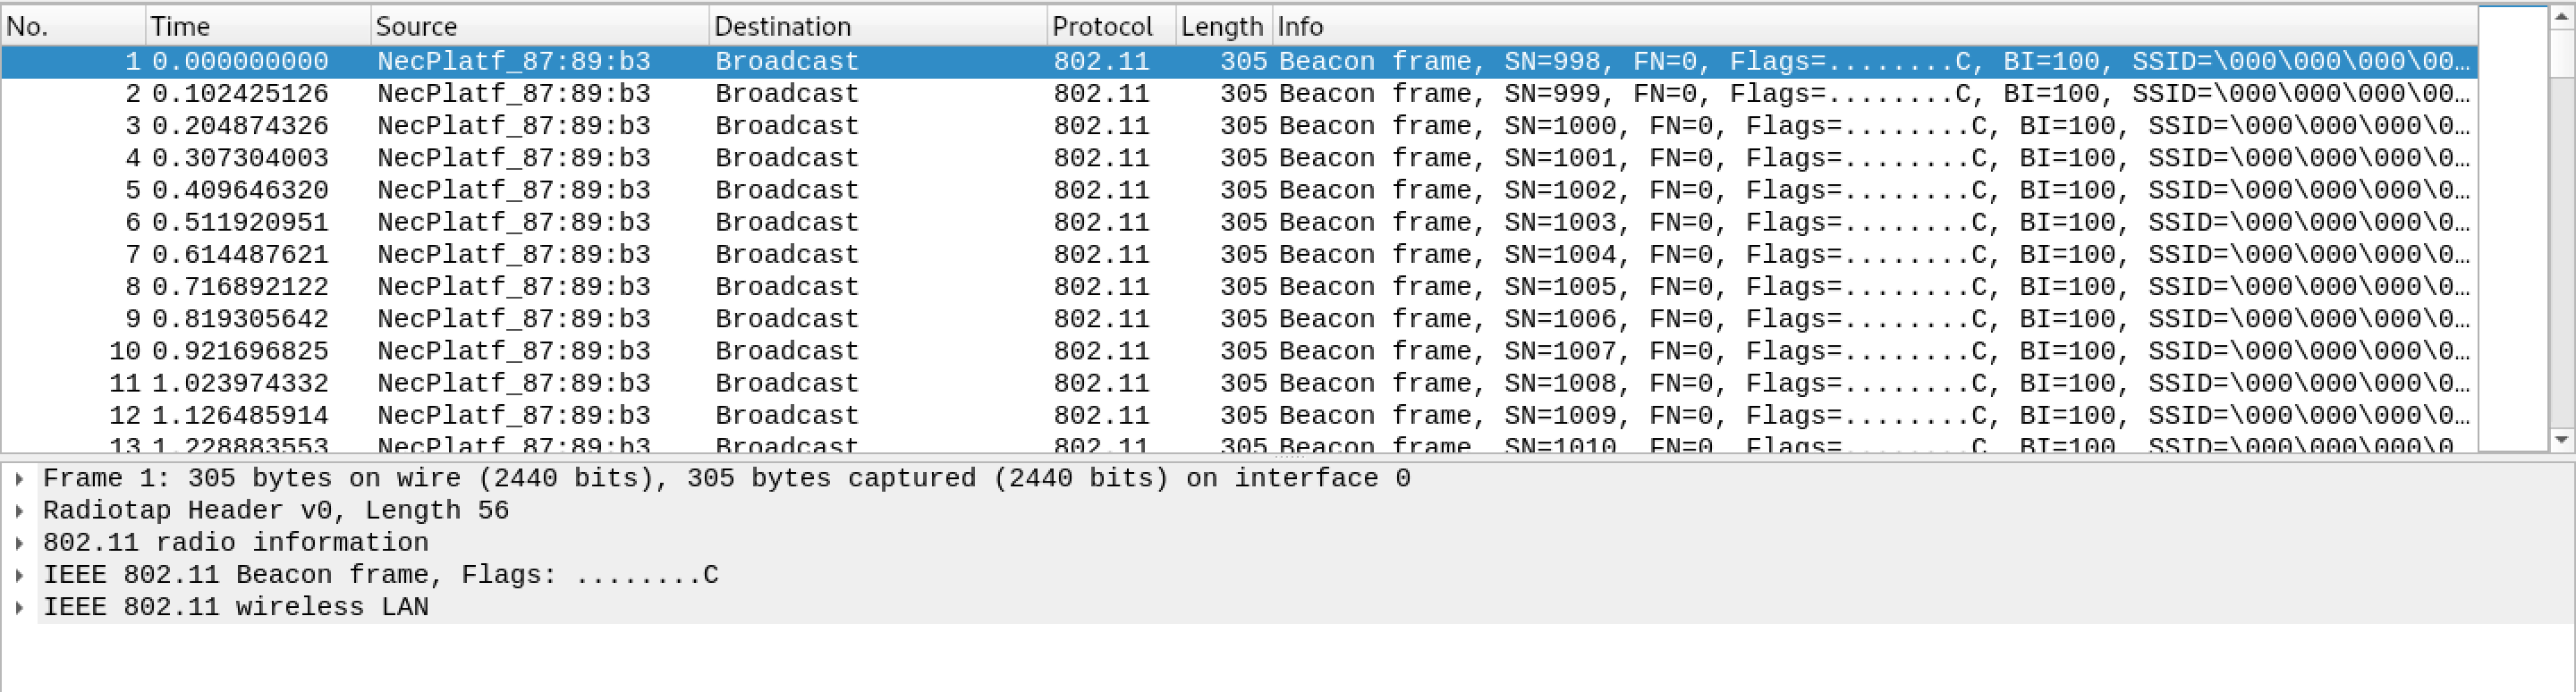 No. Time Source Destination Protocol Length Info
1 0.000000000 NecPlatf_87:89:b3 Broadcast 802.11 305 Beacon frame, SN=998, FN=0, Flags=........C, BI=100, SSID=\000\000\000\00…
2 0.102425126 NecPlatf_87:89:b3 Broadcast 802.11 305 Beacon frame, SN=999, FN=0, Flags=........C, BI=100, SSID=\000\000\000\00…
3 0.204874326 NecPlatf_87:89:b3 Broadcast 802.11 305 Beacon frame, SN=1000, FN=0, Flags=........C, BI=100, SSID=\000\000\000\0…
4 0.307304003 NecPlatf_87:89:b3 Broadcast 802.11 305 Beacon frame, SN=1001, FN=0, Flags=........C, BI=100, SSID=\000\000\000\0…
5 0.409646320 NecPlatf_87:89:b3 Broadcast 802.11 305 Beacon frame, SN=1002, FN=0, Flags=........C, BI=100, SSID=\000\000\000\0…
6 0.511920951 NecPlatf_87:89:b3 Broadcast 802.11 305 Beacon frame, SN=1003, FN=0, Flags=........C, BI=100, SSID=\000\000\000\0…
7 0.614487621 NecPlatf_87:89:b3 Broadcast 802.11 305 Beacon frame, SN=1004, FN=0, Flags=........C, BI=100, SSID=\000\000\000\0…
8 0.716892122 NecPlatf_87:89:b3 Broadcast 802.11 305 Beacon frame, SN=1005, FN=0, Flags=........C, BI=100, SSID=\000\000\000\0…
9 0.819305642 NecPlatf_87:89:b3 Broadcast 802.11 305 Beacon frame, SN=1006, FN=0, Flags=........C, BI=100, SSID=\000\000\000\0…
10 0.921696825 NecPlatf_87:89:b3 Broadcast 802.11 305 Beacon frame, SN=1007, FN=0, Flags=........C, BI=100, SSID=\000\000\000\0…
11 1.023974332 NecPlatf_87:89:b3 Broadcast 802.11 305 Beacon frame, SN=1008, FN=0, Flags=........C, BI=100, SSID=\000\000\000\0…
12 1.126485914 NecPlatf_87:89:b3 Broadcast 802.11 305 Beacon frame, SN=1009, FN=0, Flags=........C, BI=100, SSID=\000\000\000\0…
13 1.228883553 NecPlatf_87:89:b3 Broadcast 802.11 305 Beacon frame, SN=1010, FN=0, Flags=........C, BI=100, SSID=\000\000\000\0
Frame 1: 305 bytes on wire (2440 bits), 305 bytes captured (2440 bits) on interface 0
Radiotap Header v0, Length 56
802.11 radio information
IEEE 802.11 Beacon frame, Flags: ........C
IEEE 802.11 wireless LAN